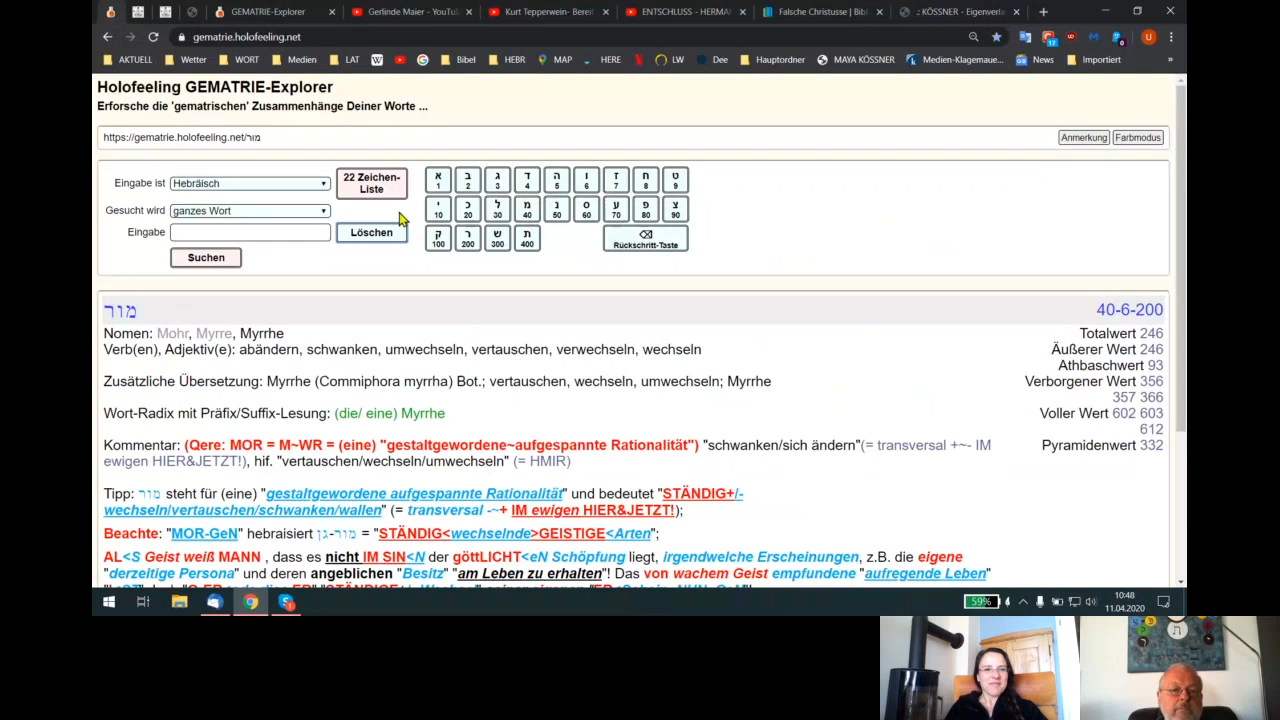 GEMATRIE-Explorer
Gerlinde Maier - YouTu
Kurt Tepperwein- Berei
ENTSCHLUSS - HERMA
Falsche Christusse | Bibl
.: KÖSSNER - Eigenverla
gematrie.holofeeling.net
AKTUELL Wetter WORT Medien LAT Bibel HEBR MAP HERE LW Dee Hauptordner MAYA KÖSSNER Medien-Klagemaue... News Importiert »
Holofeeling GEMATRIE-Explorer
Erforsche die 'gematrischen' Zusammenhänge Deiner Worte ...
https://gematrie.holofeeling.net/מור Anmerkung Farbmodus
Eingabe ist Hebräisch
22 Zeichen-
Liste
Gesucht wird ganzes Wort
Eingabe Löschen
Suchen
א ב ג ד ה ו ז ח ט
1 2 3 4 5 6 7 8 9
י כ ל מ נ ס ע פ צ
10 20 30 40 50 60 70 80 90
ק ר ש ת ⌫
100 200 300 400 Rückschritt-Taste
מור 40-6-200
Nomen: Mohr, Myrre, Myrrhe Totalwert 246
Verb(en), Adjektiv(e): abändern, schwanken, umwechseln, vertauschen, verwechseln, wechseln Äußerer Wert 246
Athbaschwert 93
Zusätzliche Übersetzung: Myrrhe (Commiphora myrrha) Bot.; vertauschen, wechseln, umwechseln; Myrrhe Verborgener Wert 356
357 366
Wort-Radix mit Präfix/Suffix-Lesung: (die/ eine) Myrrhe Voller Wert 602 603
612
Kommentar: (Qere: MOR = M~WR = (eine) "gestaltgewordene~aufgespannte Rationalität") "schwanken/sich ändern"(= transversal +~- IM Pyramidenwert 332
ewigen HIER&JETZT!), hif. "vertauschen/wechseln/umwechseln" (= HMIR)
Tipp: מור steht für (eine) "gestaltgewordene aufgespannte Rationalität" und bedeutet "STÄNDIG+/-
wechseln/vertauschen/schwanken/wallen" (= transversal -~+ IM ewigen HIER&JETZT!);
Beachte: "MOR-GeN" hebraisiert מור-גן = "STÄNDIG<wechselnde>GEISTIGE<Arten";
AL<S Geist weiß MANN , dass es nicht IM SIN<N der göttLICHT<eN Schöpfung liegt, irgendwelche Erscheinungen, z.B. die eigene
"derzeitige Persona" und deren angeblichen "Besitz" "am Leben zu erhalten"! Das von wachem Geist empfundene "aufregende Leben"
59%
10:48
11.04.2020